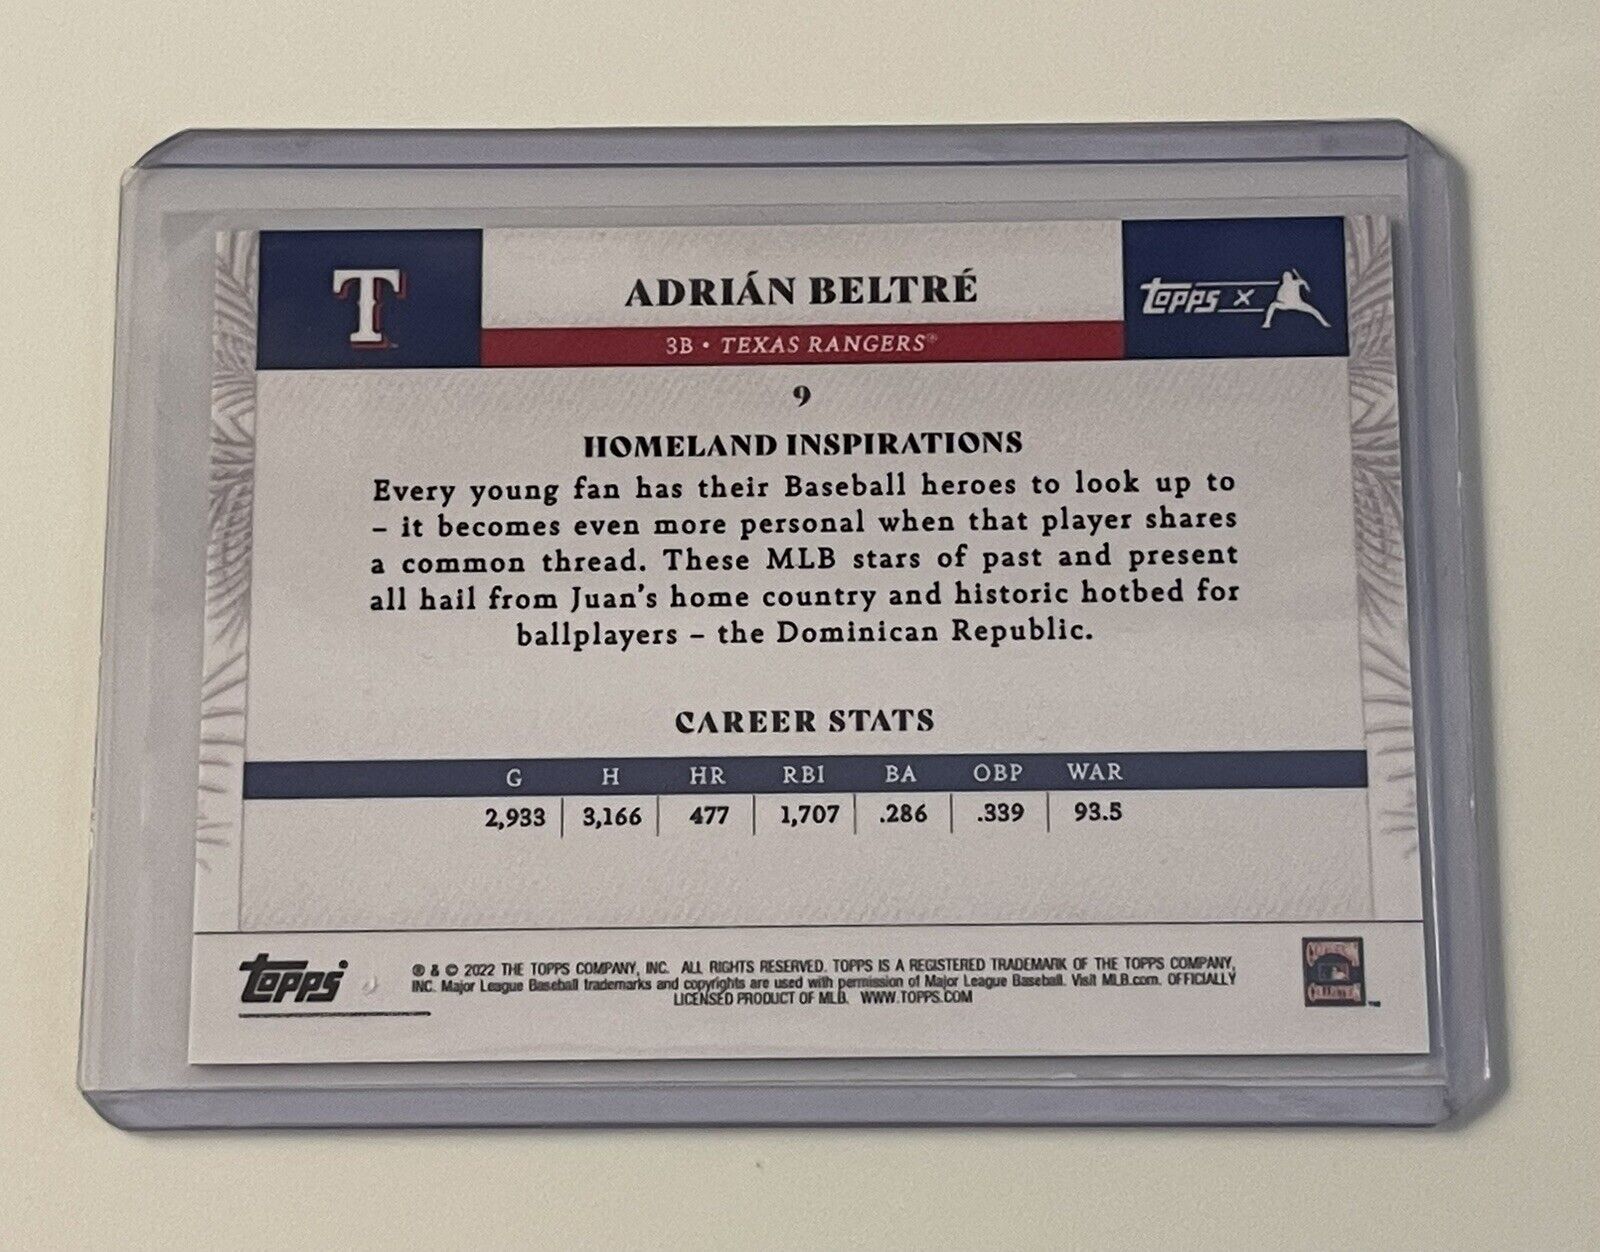 T
ADRIÁN BELTRÉ
Topps x
3B • TEXAS RANGERS®
9
HOMELAND INSPIRATIONS
Every young fan has their Baseball heroes to look up to
– it becomes even more personal when that player shares
a common thread. These MLB stars of past and present
all hail from Juan's home country and historic hotbed for
ballplayers – the Dominican Republic.
CAREER STATS
G H HR RBI BA OBP WAR
2,933 3,166 477 1,707 .286 .339 93.5
Topps
® & © 2022 THE TOPPS COMPANY, INC. ALL RIGHTS RESERVED. TOPPS IS A REGISTERED TRADEMARK OF THE TOPPS COMPANY,
INC. Major League Baseball trademarks and copyrights are used with permission of Major League Baseball. Visit MLB.com. OFFICIALLY
LICENSED PRODUCT OF MLB. WWW.TOPPS.COM